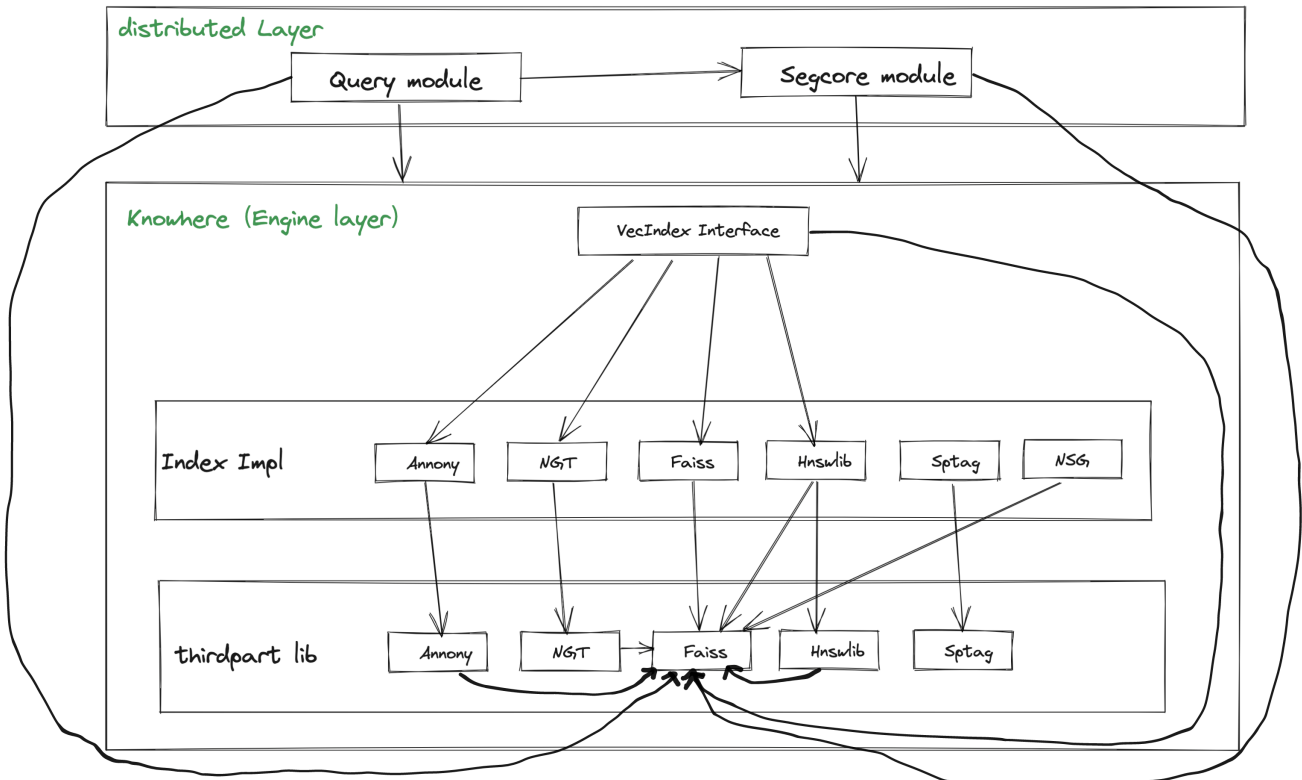 distributed Layer
Query module
Segcore module
Knowhere (Engine layer)
VecIndex Interface
Index Impl
Annony
NGT
Faiss
Hnswlib
Sptag
NSG
thirdpart lib
Annony
NGT
Faiss
Hnswlib
Sptag